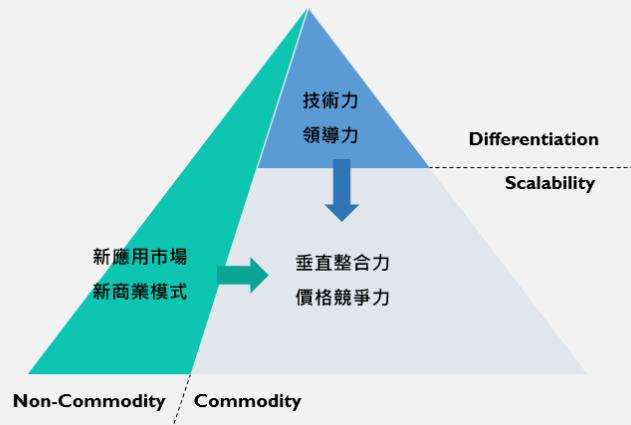 技術力
領導力
Differentiation
Scalability
新應用市場
新商業模式
垂直整合力
價格競爭力
Non-Commodity
Commodity